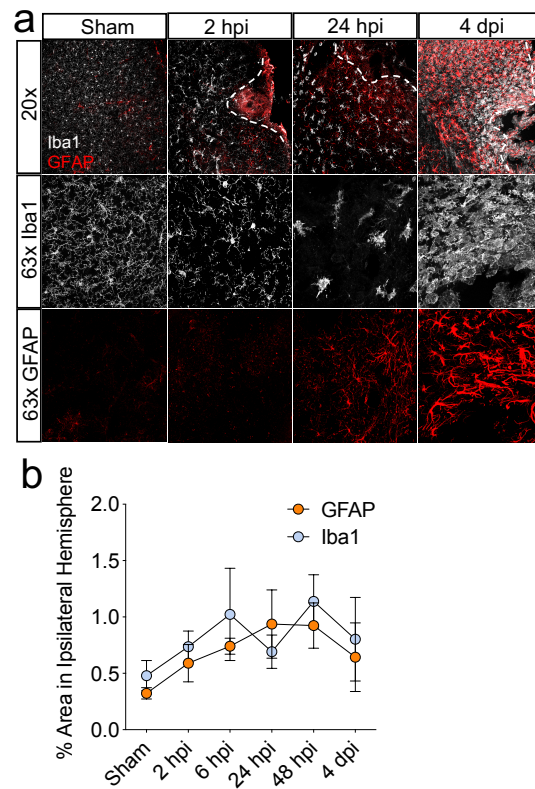 a
Sham 2 hpi 24 hpi 4 dpi
20x
Iba1
GFAP
63x Iba1
63x GFAP
b
% Area in Ipsilateral Hemisphere
2.0
1.5
1.0
0.5
0.0
GFAP
Iba1
Sham 2 hpi 6 hpi 24 hpi 48 hpi 4 dpi